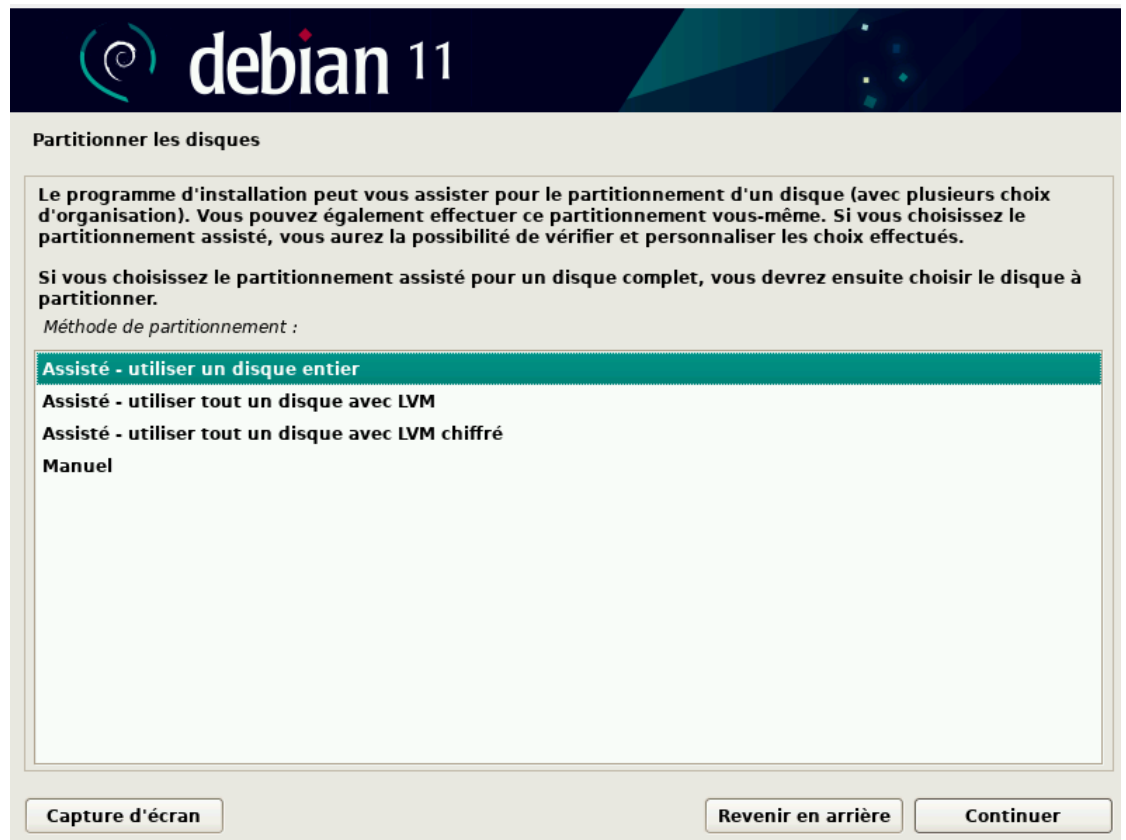 debian 11
Partitionner les disques
Le programme d'installation peut vous assister pour le partitionnement d'un disque (avec plusieurs choix
d'organisation). Vous pouvez également effectuer ce partitionnement vous-même. Si vous choisissez le
partitionnement assisté, vous aurez la possibilité de vérifier et personnaliser les choix effectués.
Si vous choisissez le partitionnement assisté pour un disque complet, vous devrez ensuite choisir le disque à
partitionner.
Méthode de partitionnement :
Assisté - utiliser un disque entier
Assisté - utiliser tout un disque avec LVM
Assisté - utiliser tout un disque avec LVM chiffré
Manuel
Capture d'écran
Revenir en arrière
Continuer